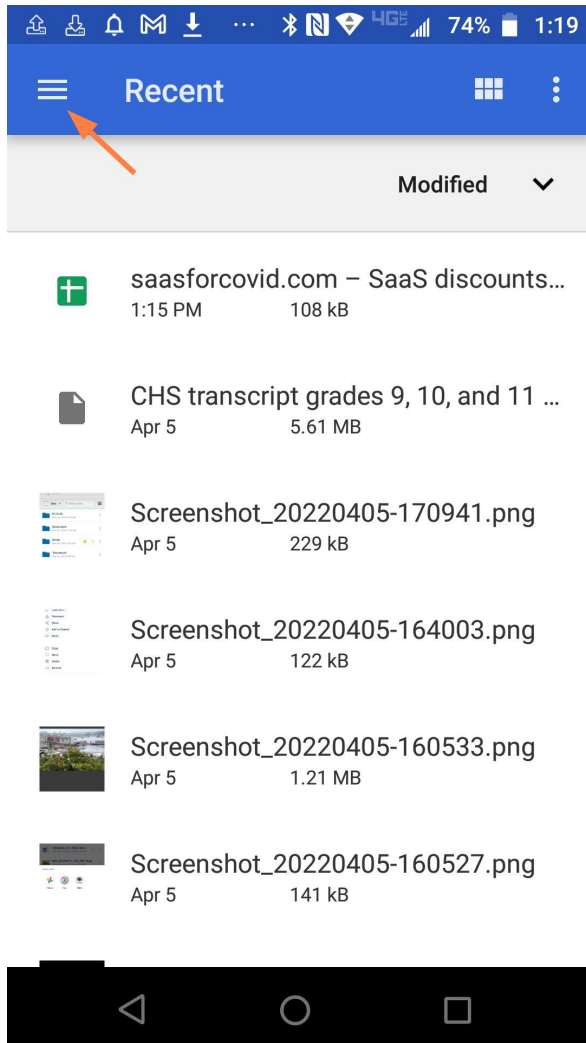 4G LTE 74% 1:19
Recent
Modified
saasforcovid.com – SaaS discounts...
1:15 PM 108 kB
CHS transcript grades 9, 10, and 11 ...
Apr 5 5.61 MB
Screenshot_20220405-170941.png
Apr 5 229 kB
Screenshot_20220405-164003.png
Apr 5 122 kB
Screenshot_20220405-160533.png
Apr 5 1.21 MB
Screenshot_20220405-160527.png
Apr 5 141 kB